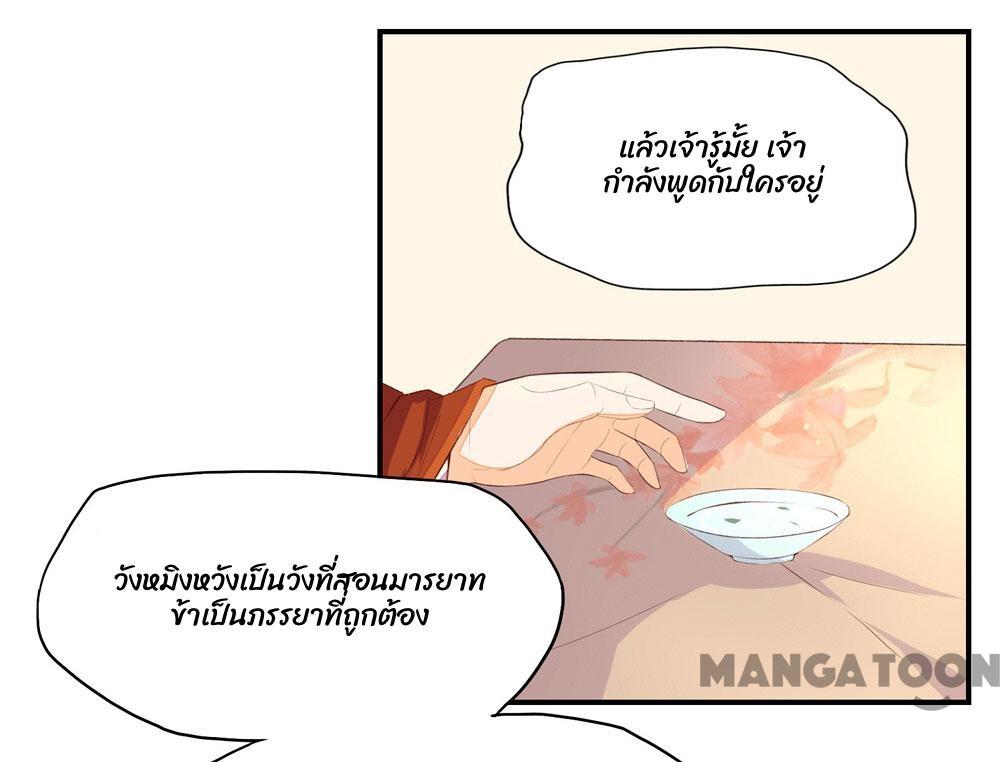 แล้วเจ้ารู้มั้ย เจ้า
กำลังพูดกับใครอยู่
วังหมิงหวังเป็นวังที่สอนมารยาท
ข้าเป็นภรรยาที่ถูกต้อง
MANGATOON